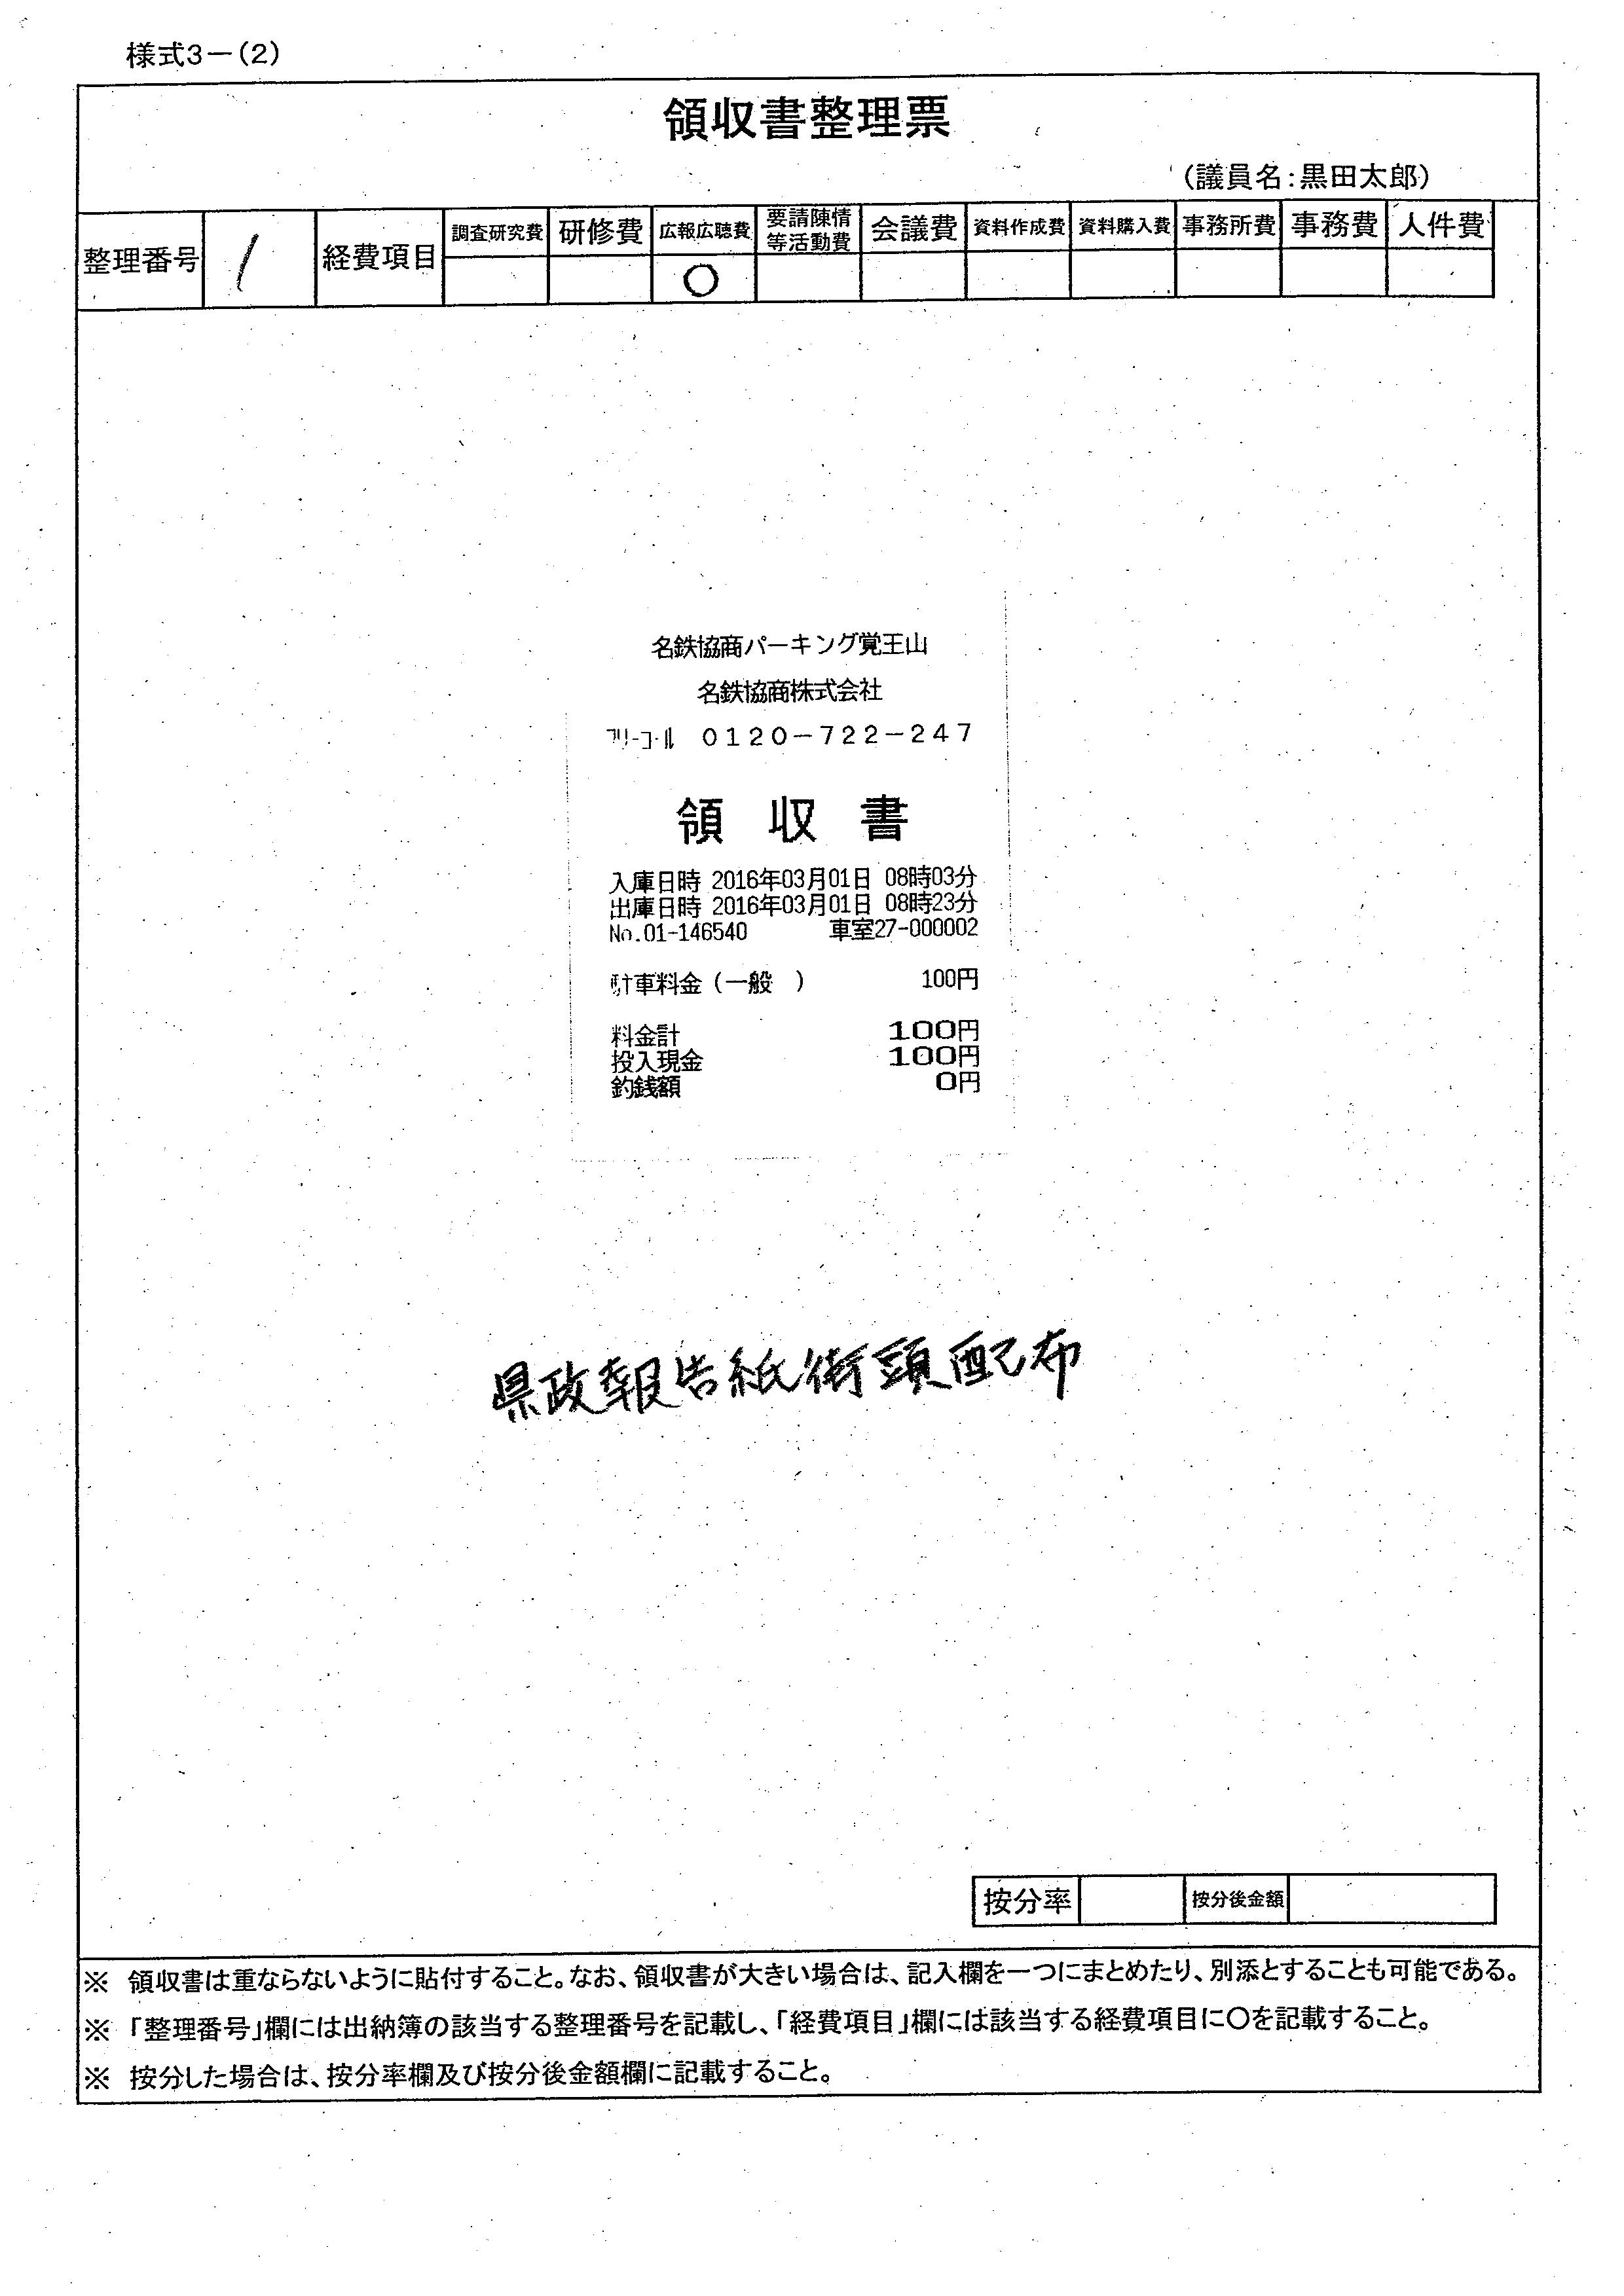 様式3－(2)
領収書整理票
(議員名:黒田太郎)
整理番号 1 経費項目 調査研究費 研修費 広報広聴費 要請陳情等活動費 会議費 資料作成費 資料購入費 事務所費 事務費 人件費
○
名鉄協商パーキング覚王山
名鉄協商株式会社
ﾌﾘｰｺｰﾙ 0120－722－247
領収書
入庫日時 2016年03月01日 08時03分
出庫日時 2016年03月01日 08時23分
No.01-146540 車室27-000002
駐車料金(一般 ) 100円
料金計 100円
投入現金 100円
釣銭額 0円
県政報告紙街頭配布
按分率 按分後金額
※ 領収書は重ならないように貼付すること。なお、領収書が大きい場合は、記入欄を一つにまとめたり、別添とすることも可能である。
※ 「整理番号」欄には出納簿の該当する整理番号を記載し、「経費項目」欄には該当する経費項目に〇を記載すること。
※ 按分した場合は、按分率欄及び按分後金額欄に記載すること。